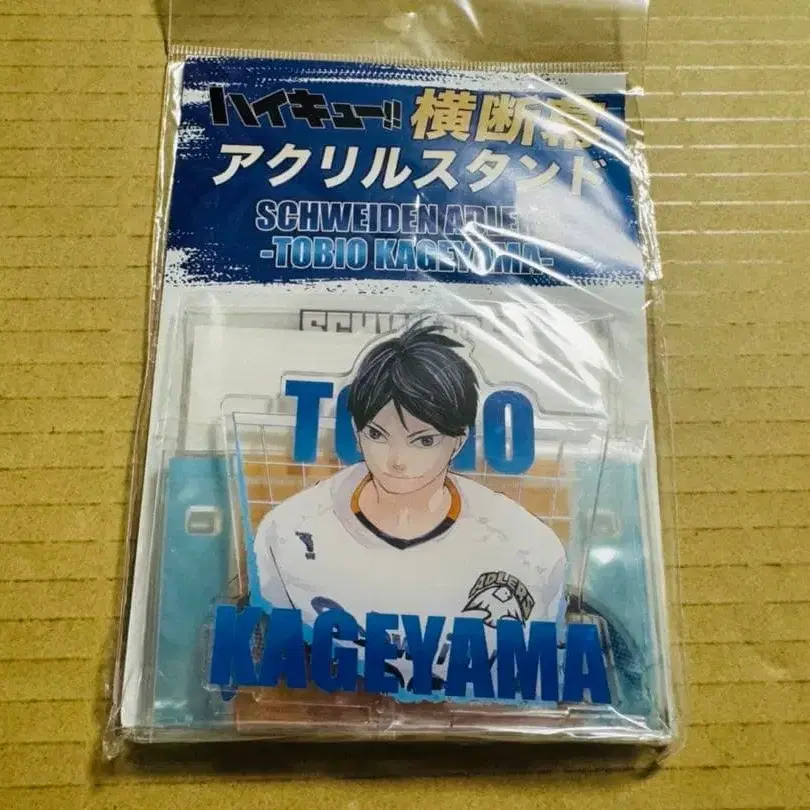 ハイキュー!! 横断幕
アクリルスタンド
SCHWEIDEN ADLERS
-TOBIO KAGEYAMA-
TOBIO
ADLERS
KAGEYAMA